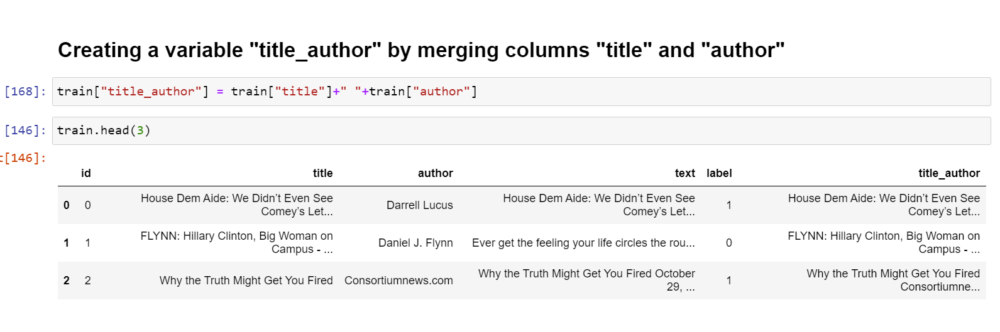 Creating a variable "title_author" by merging columns "title" and "author"
[168]: train["title_author"] = train["title"]+" "+train["author"]
[146]: train.head(3)
t[146]:
id title author text label title_author
0 0 House Dem Aide: We Didn’t Even See Comey’s Let... Darrell Lucus House Dem Aide: We Didn’t Even See Comey’s Let... 1 House Dem Aide: We Didn’t Even See Comey’s Let...
1 1 FLYNN: Hillary Clinton, Big Woman on Campus - ... Daniel J. Flynn Ever get the feeling your life circles the rou... 0 FLYNN: Hillary Clinton, Big Woman on Campus - ...
2 2 Why the Truth Might Get You Fired Consortiumnews.com Why the Truth Might Get You Fired October 29, ... 1 Why the Truth Might Get You Fired Consortiumne...